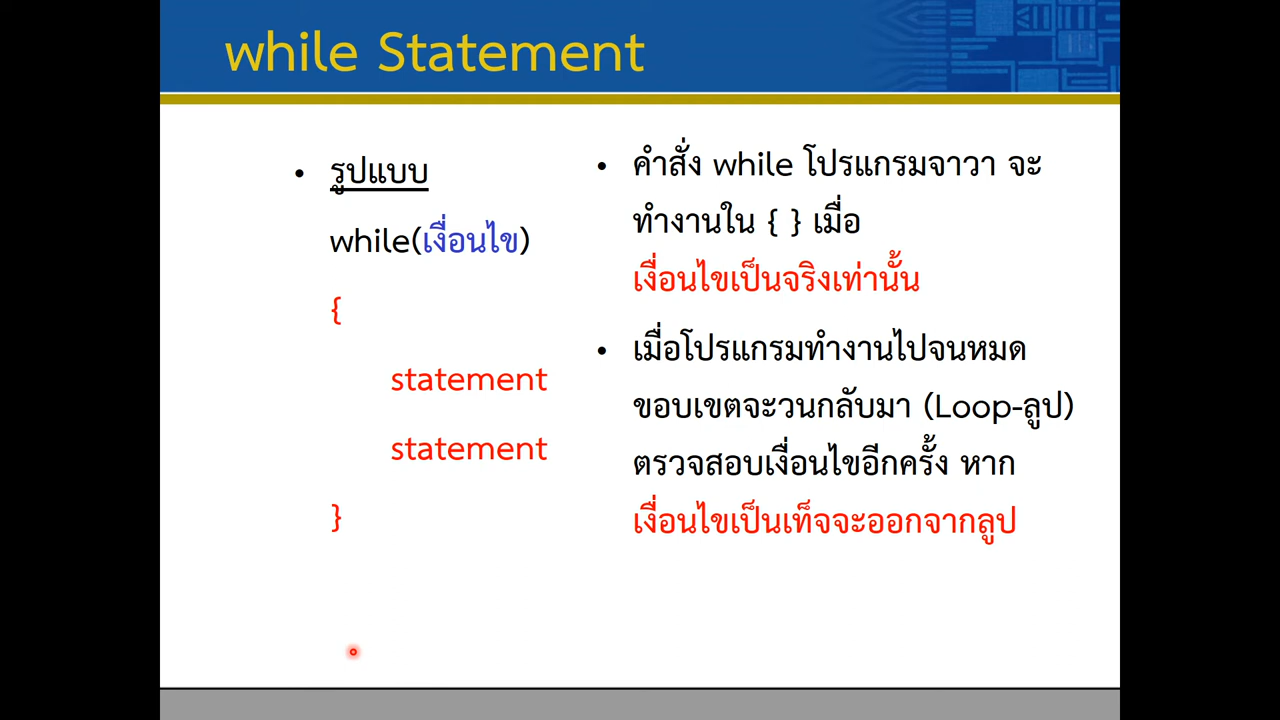 while Statement
• รูปแบบ
while(เงื่อนไข)
{
statement
statement
}
• คำสั่ง while โปรแกรมจาวา จะ
ทำงานใน { } เมื่อ
เงื่อนไขเป็นจริงเท่านั้น
• เมื่อโปรแกรมทำงานไปจนหมด
ขอบเขตจะวนกลับมา (Loop-ลูป)
ตรวจสอบเงื่อนไขอีกครั้ง หาก
เงื่อนไขเป็นเท็จจะออกจากลูป